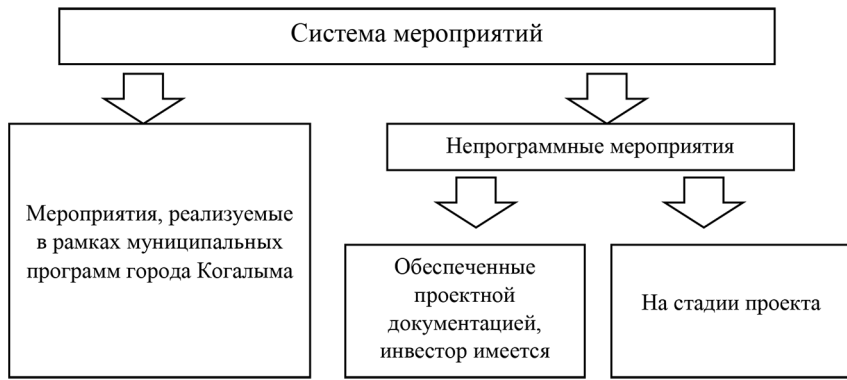 Система мероприятий
Непрограммные мероприятия
Мероприятия, реализуемые
в рамках муниципальных
программ города Когалыма
Обеспеченные
проектной
документацией,
инвестор имеется
На стадии проекта